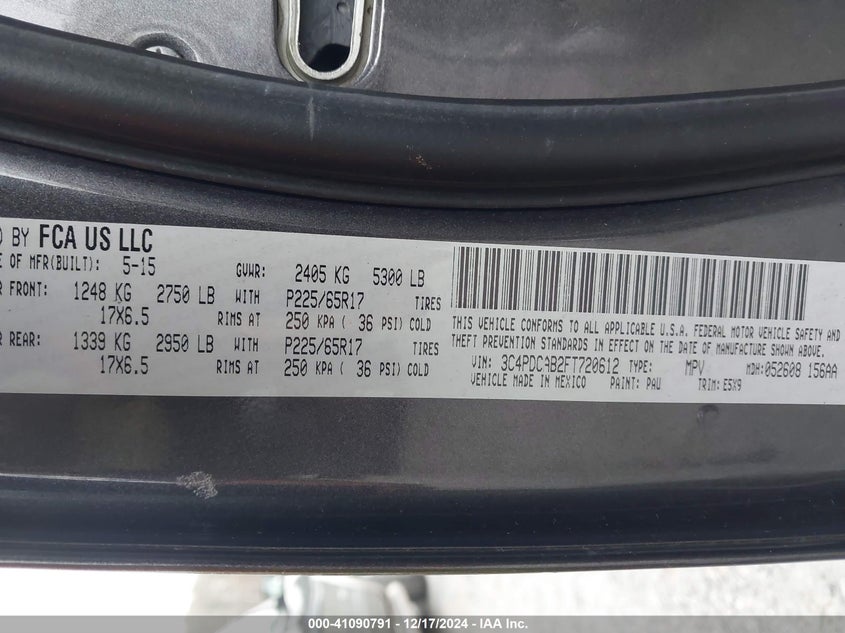 ) BY FCA US LLC
E OF MFR(BUILT): 5-15 GVWR: 2405 KG 5300 LB
R FRONT: 1248 KG 2750 LB WITH P225/65R17 TIRES
17X6.5 RIMS AT 250 KPA ( 36 PSI) COLD
R REAR: 1339 KG 2950 LB WITH P225/65R17 TIRES
17X6.5 RIMS AT 250 KPA ( 36 PSI) COLD
THIS VEHICLE CONFORMS TO ALL APPLICABLE U.S.A. FEDERAL MOTOR VEHICLE SAFETY AND
THEFT PREVENTION STANDARDS IN EFFECT ON THE DATE OF MANUFACTURE SHOWN ABOVE.
VIN: 3C4PDCAB2FT720612 TYPE: MPV MDH:052608 156AA
VEHICLE MADE IN MEXICO PAINT: PAU TRIM: E5X9
000-41090791 - 12/17/2024 - IAA Inc.